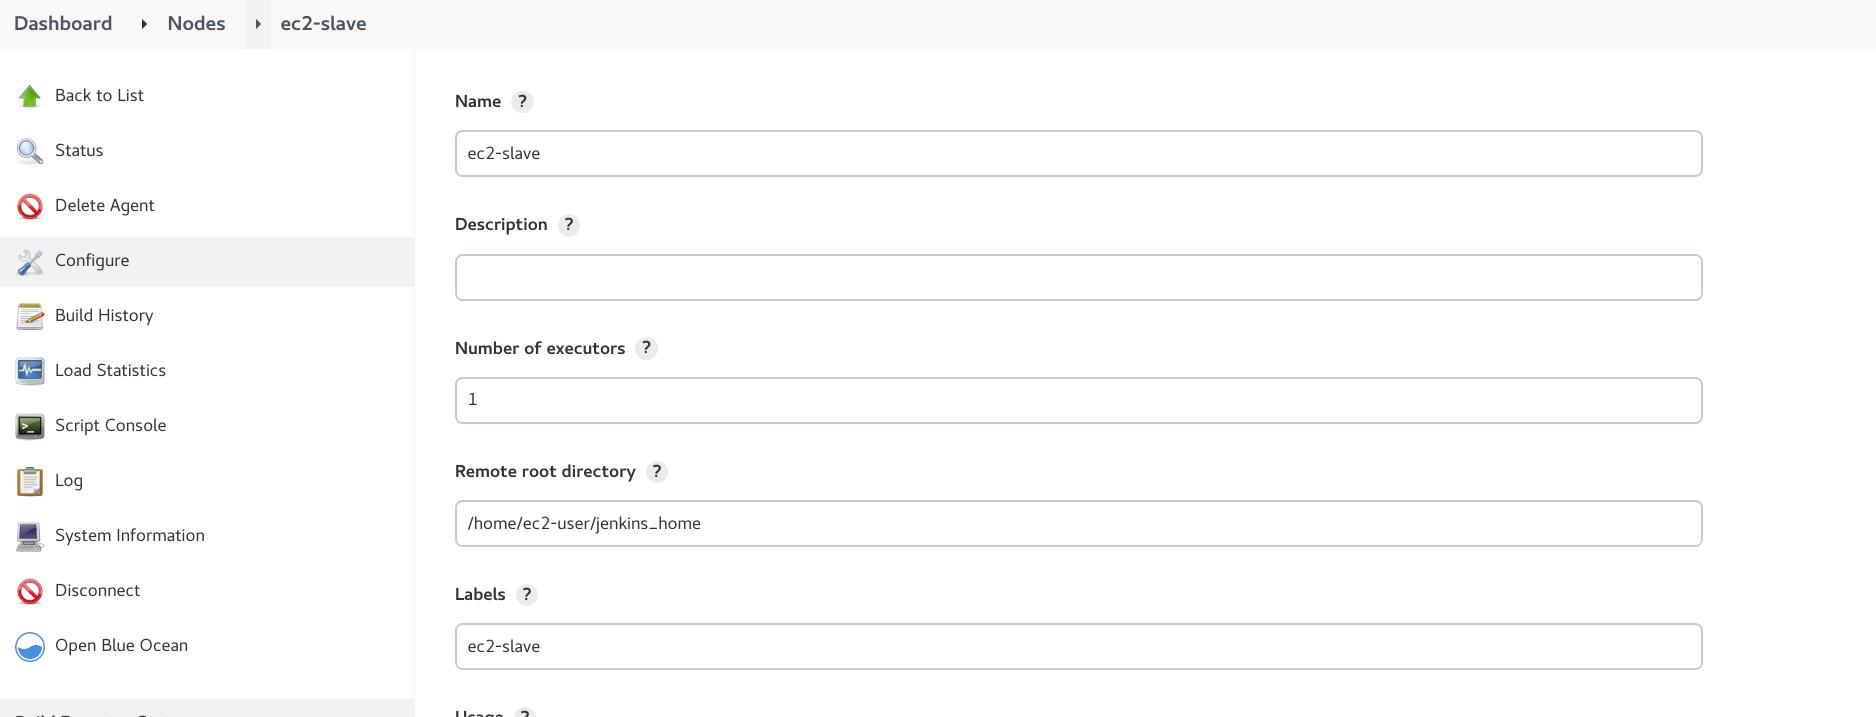 Dashboard Nodes ec2-slave
Back to List
Status
Delete Agent
Configure
Build History
Load Statistics
Script Console
Log
System Information
Disconnect
Open Blue Ocean
Name ?
ec2-slave
Description ?
Number of executors ?
1
Remote root directory ?
/home/ec2-user/jenkins_home
Labels ?
ec2-slave
Usage ?